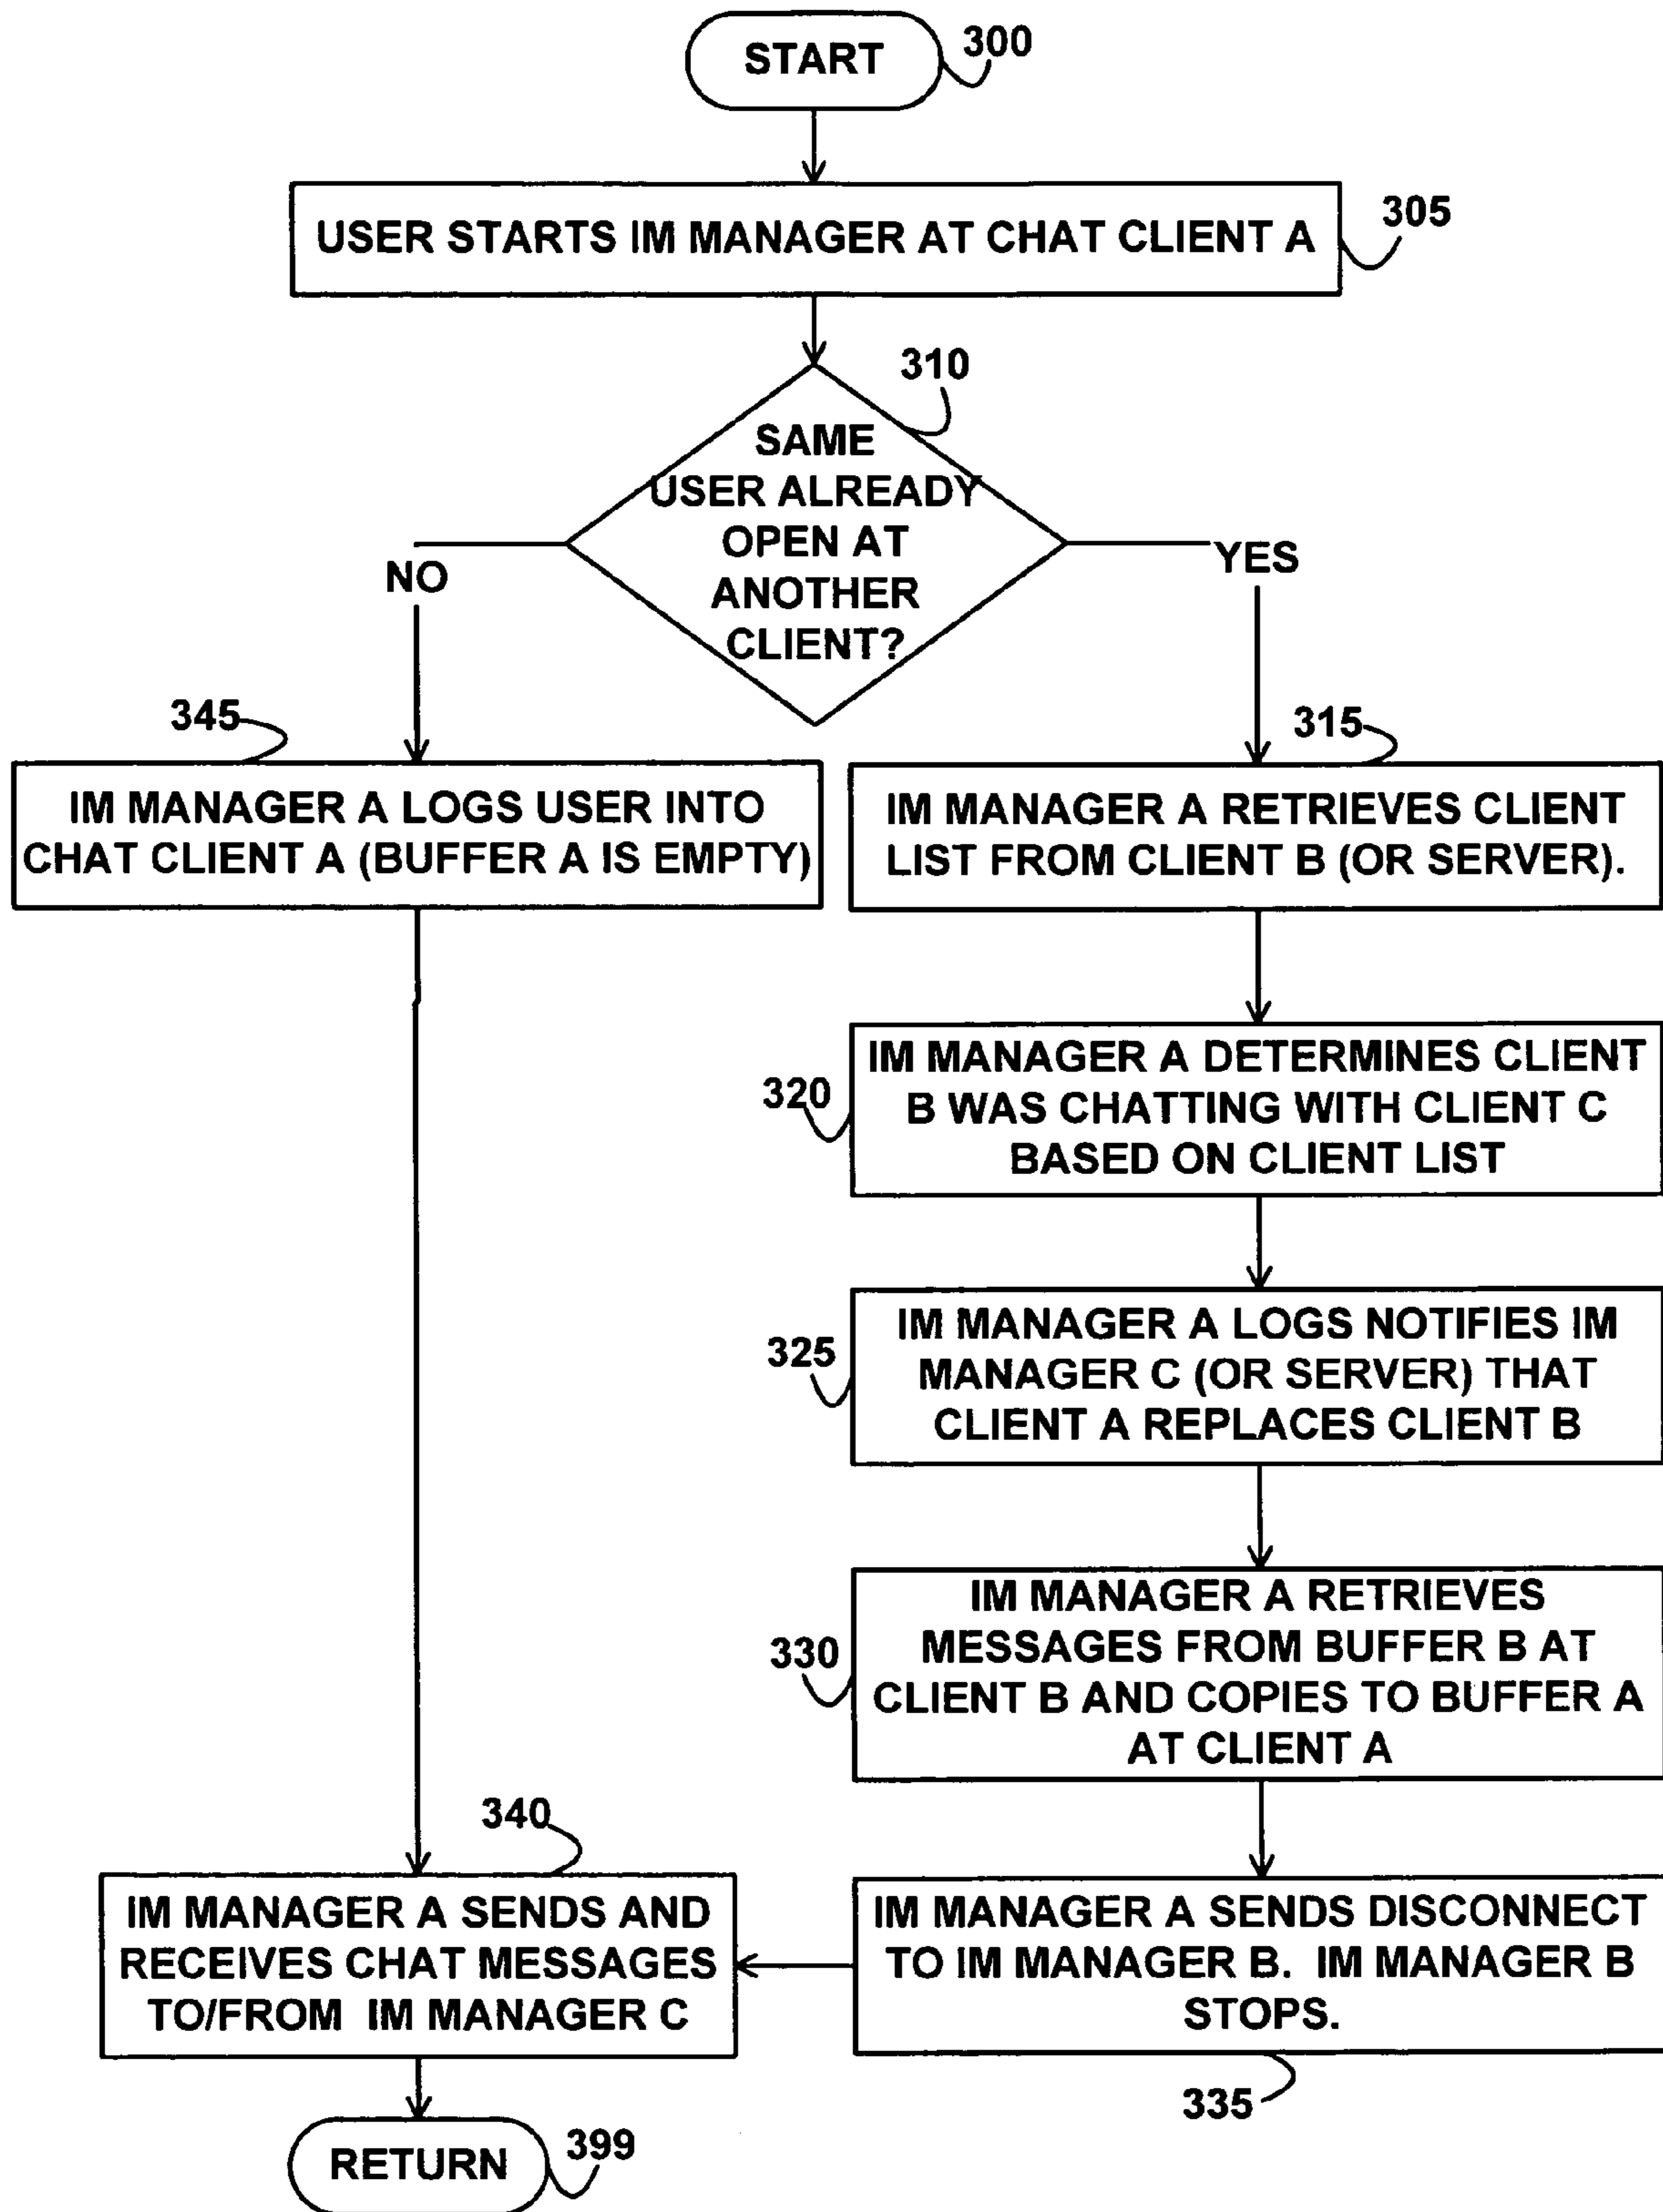 START
300
USER STARTS IM MANAGER AT CHAT CLIENT A
305
310
SAME
USER ALREADY
OPEN AT
ANOTHER
CLIENT?
NO
YES
345
IM MANAGER A LOGS USER INTO
CHAT CLIENT A (BUFFER A IS EMPTY)
315
IM MANAGER A RETRIEVES CLIENT
LIST FROM CLIENT B (OR SERVER).
320
IM MANAGER A DETERMINES CLIENT
B WAS CHATTING WITH CLIENT C
BASED ON CLIENT LIST
325
IM MANAGER A LOGS NOTIFIES IM
MANAGER C (OR SERVER) THAT
CLIENT A REPLACES CLIENT B
330
IM MANAGER A RETRIEVES
MESSAGES FROM BUFFER B AT
CLIENT B AND COPIES TO BUFFER A
AT CLIENT A
340
IM MANAGER A SENDS AND
RECEIVES CHAT MESSAGES
TO/FROM IM MANAGER C
IM MANAGER A SENDS DISCONNECT
TO IM MANAGER B. IM MANAGER B
STOPS.
335
RETURN
399